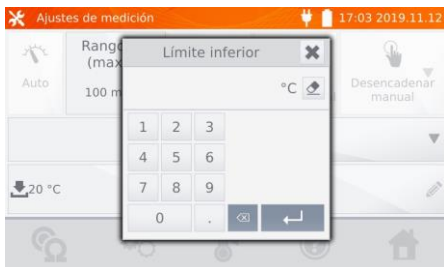 Ajustes de medición
17:03 2019.11.12
Rango
(max
Límite inferior
Auto
100 m
°C
Desencadenar
manual
1 2 3
4 5 6
7 8 9
0 .
20 °C